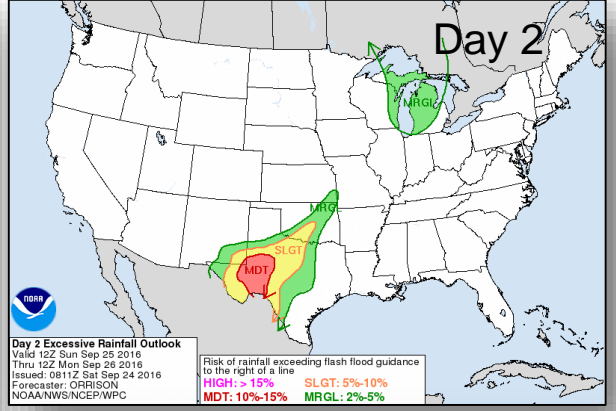 Day 2
MRGL
MRGL
SLGT
MDT
NOAA
Day 2 Excessive Rainfall Outlook
Valid 12Z Sun Sep 25 2016
Thru 12Z Mon Sep 26 2016
Issued: 0811Z Sat Sep 24 2016
Forecaster: ORRISON
NOAA/NWS/NCEP/WPC
Risk of rainfall exceeding flash flood guidance
to the right of a line
HIGH: > 15% SLGT: 5%-10%
MDT: 10%-15% MRGL: 2%-5%